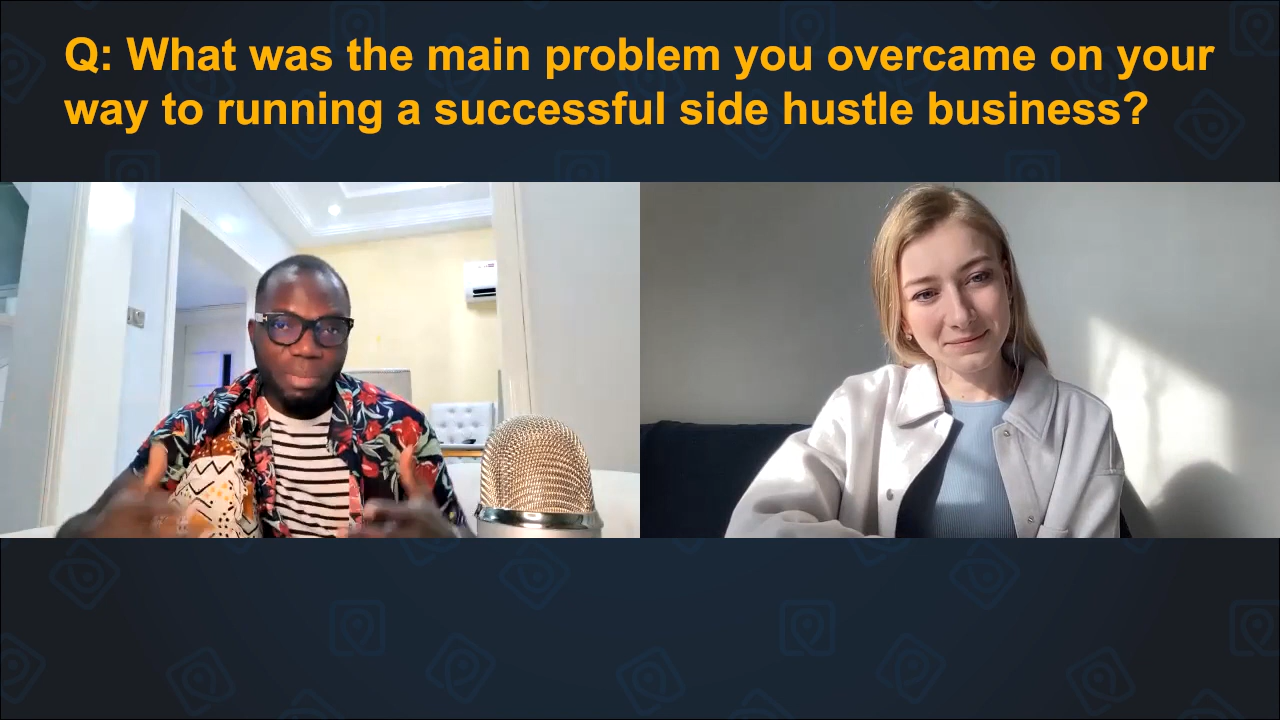 Q: What was the main problem you overcame on your
way to running a successful side hustle business?